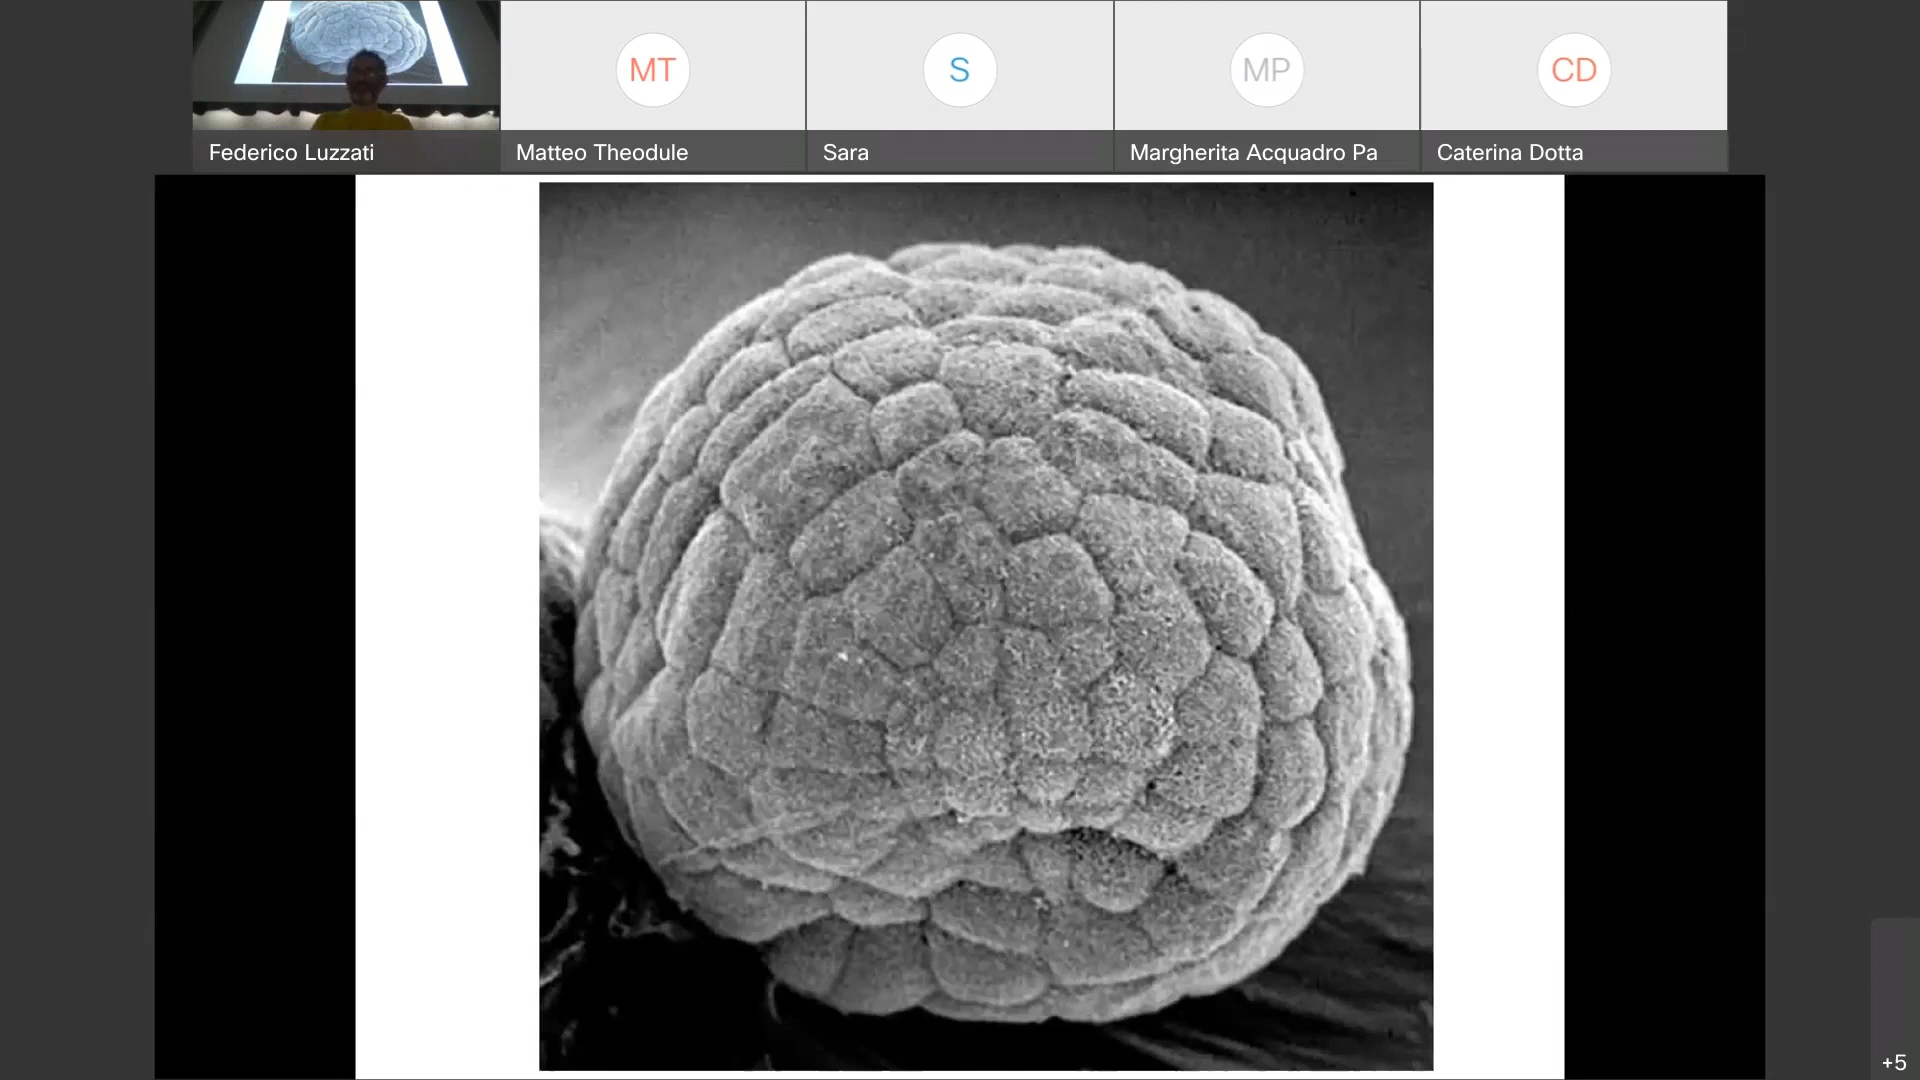 MT
S
MP
CD
Federico Luzzati
Matteo Theodule
Sara
Margherita Acquadro Pa
Caterina Dotta
+5